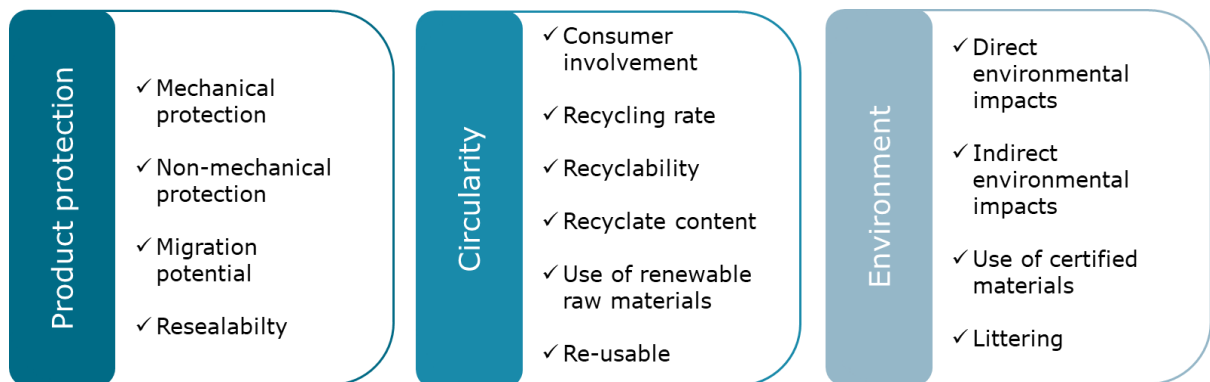 Product protection
✓ Mechanical
protection
✓ Non-mechanical
protection
✓ Migration
potential
✓ Resealabilty
Circularity
✓ Consumer
involvement
✓ Recycling rate
✓ Recyclability
✓ Recyclate content
✓ Use of renewable
raw materials
✓ Re-usable
Environment
✓ Direct
environmental
impacts
✓ Indirect
environmental
impacts
✓ Use of certified
materials
✓ Littering